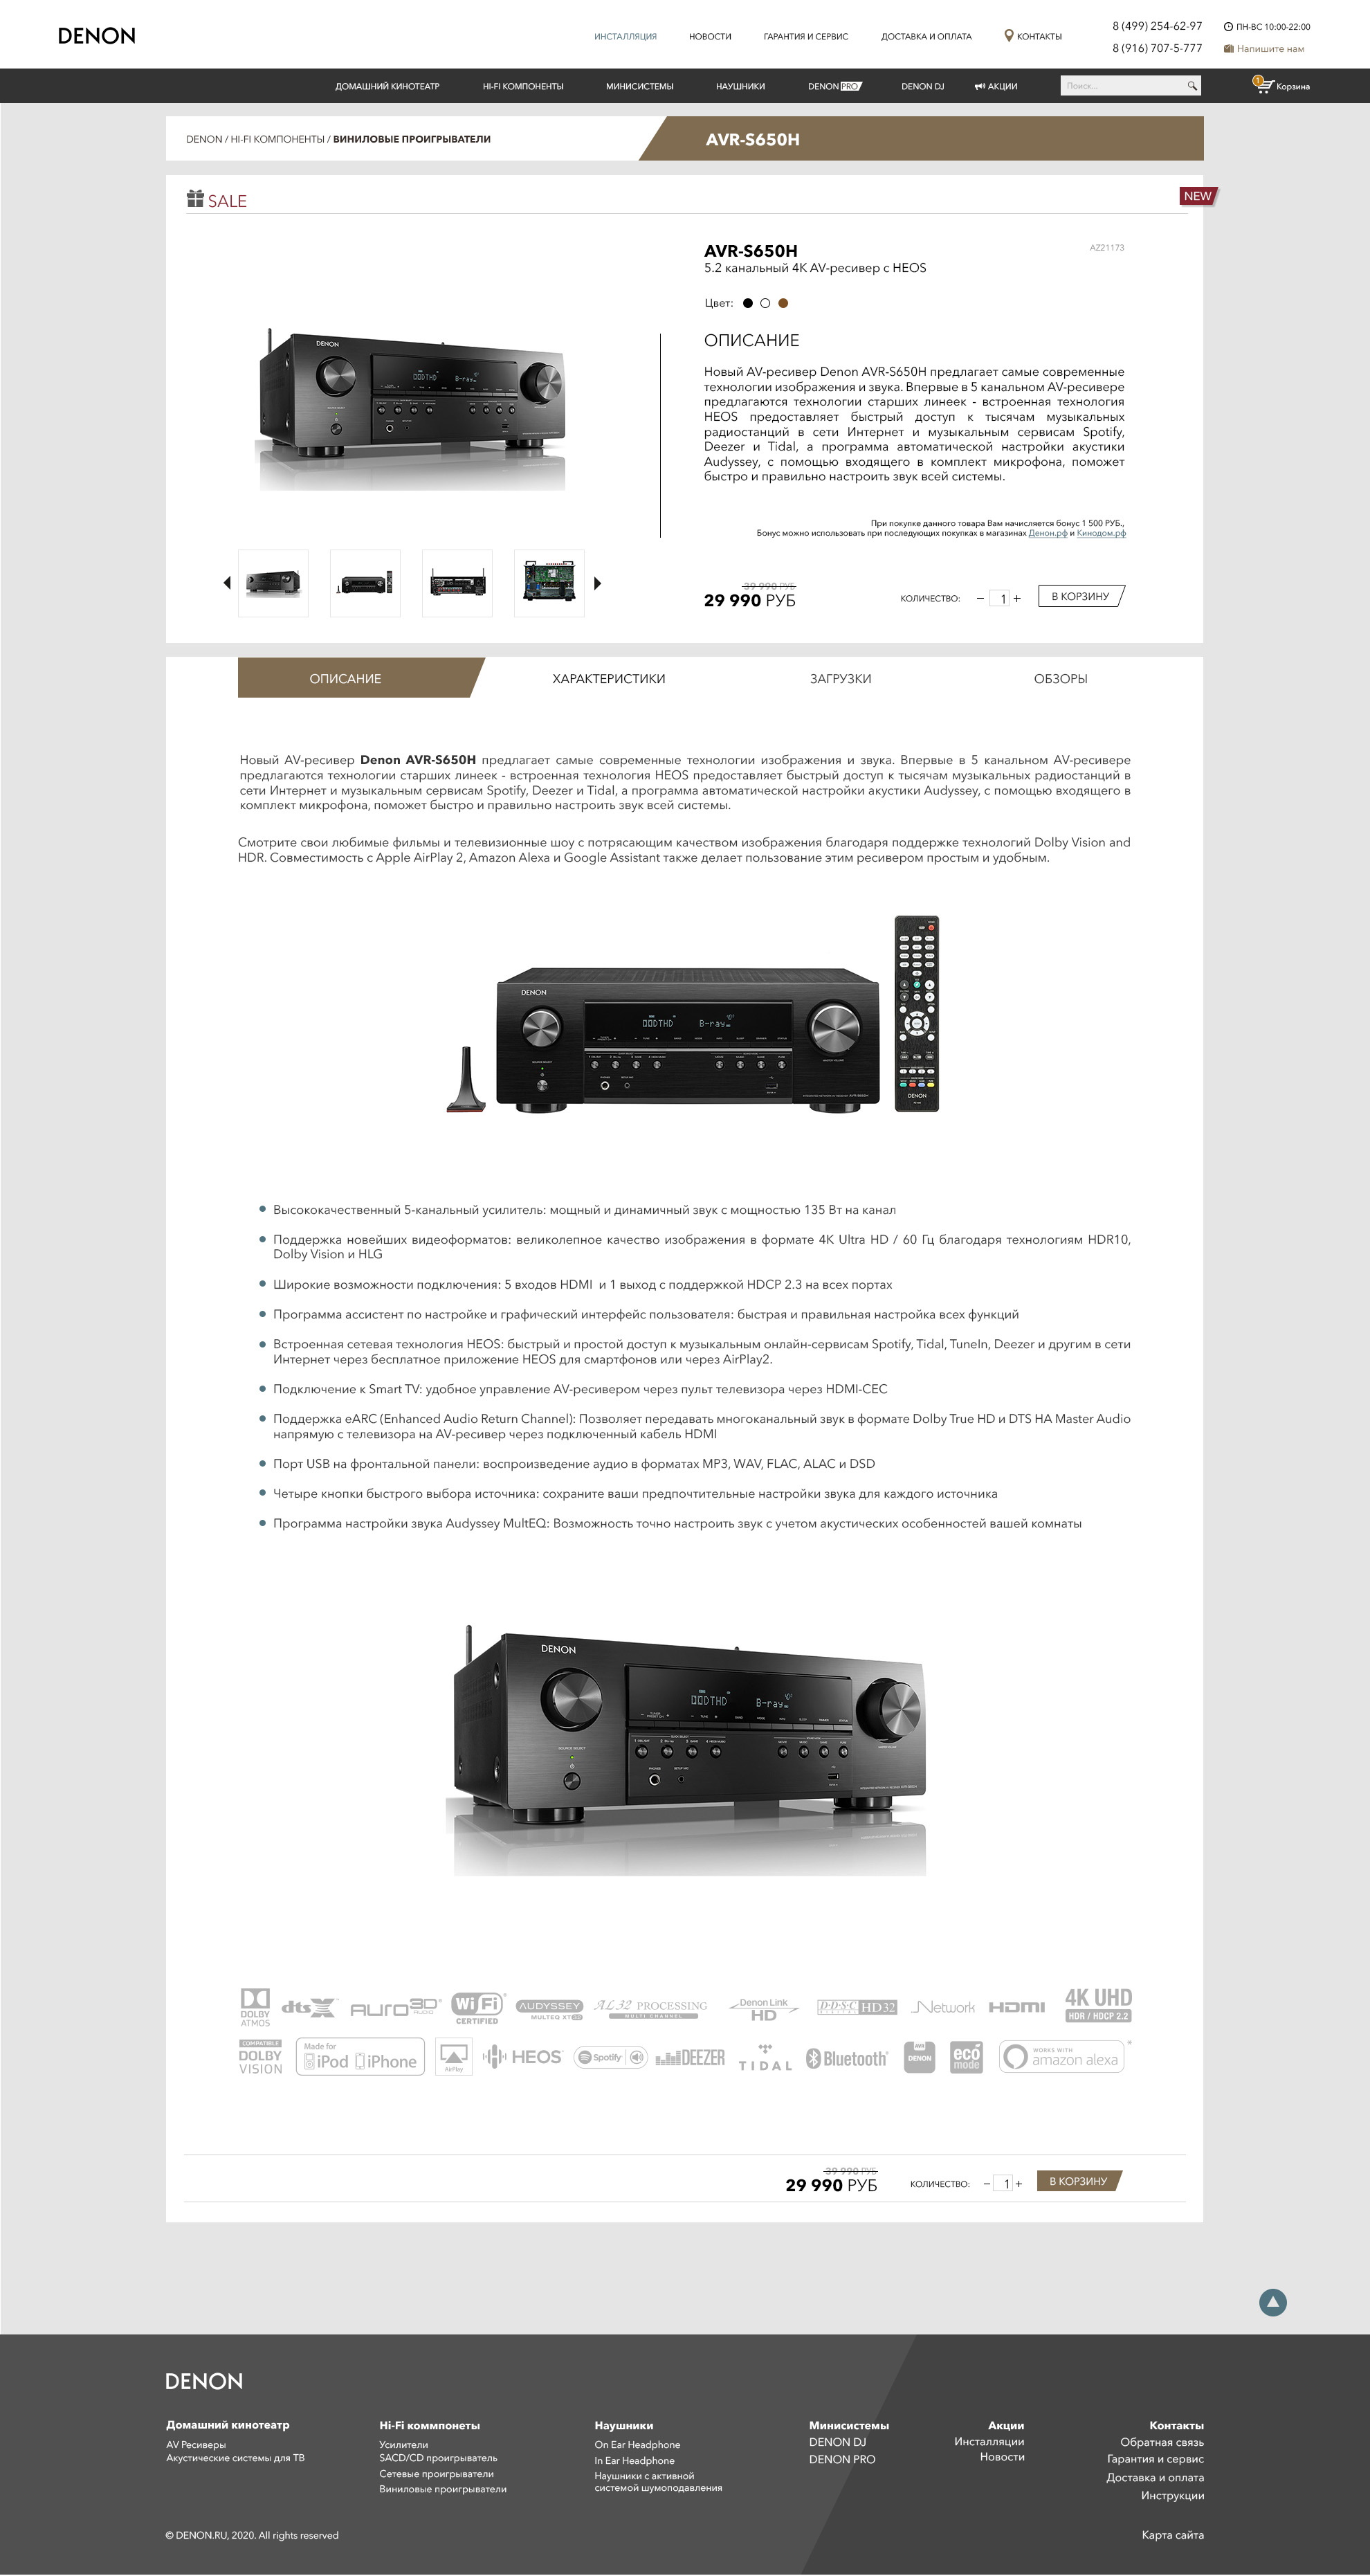 DENON
ИНСТАЛЛЯЦИЯ НОВОСТИ ГАРАНТИЯ И СЕРВИС ДОСТАВКА И ОПЛАТА КОНТАКТЫ
8 (499) 254-62-97 ПН-ВС 10:00-22:00
8 (916) 707-5-777 Напишите нам
ДОМАШНИЙ КИНОТЕАТР HI-FI КОМПОНЕНТЫ МИНИСИСТЕМЫ НАУШНИКИ DENON PRO DENON DJ АКЦИИ Поиск... 1 Корзина
DENON / HI-FI КОМПОНЕНТЫ / ВИНИЛОВЫЕ ПРОИГРЫВАТЕЛИ
AVR-S650H
SALE
NEW
AVR-S650H
AZ21173
5.2 канальный 4K AV-ресивер с HEOS
Цвет:
ОПИСАНИЕ
Новый AV-ресивер Denon AVR-S650H предлагает самые современные
технологии изображения и звука. Впервые в 5 канальном AV-ресивере
предлагаются технологии старших линеек - встроенная технология
HEOS предоставляет быстрый доступ к тысячам музыкальных
радиостанций в сети Интернет и музыкальным сервисам Spotify,
Deezer и Tidal, а программа автоматической настройки акустики
Audyssey, с помощью входящего в комплект микрофона, поможет
быстро и правильно настроить звук всей системы.
DENON
При покупке данного товара Вам начисляется бонус 1 500 РУБ.,
Бонус можно использовать при последующих покупках в магазинах Денон.рф и Кинодом.рф
39 990 РУБ
29 990 РУБ
КОЛИЧЕСТВО: − 1 + В КОРЗИНУ
ОПИСАНИЕ ХАРАКТЕРИСТИКИ ЗАГРУЗКИ ОБЗОРЫ
Новый AV-ресивер Denon AVR-S650H предлагает самые современные технологии изображения и звука. Впервые в 5 канальном AV-ресивере
предлагаются технологии старших линеек - встроенная технология HEOS предоставляет быстрый доступ к тысячам музыкальных радиостанций в
сети Интернет и музыкальным сервисам Spotify, Deezer и Tidal, а программа автоматической настройки акустики Audyssey, с помощью входящего в
комплект микрофона, поможет быстро и правильно настроить звук всей системы.
Смотрите свои любимые фильмы и телевизионные шоу с потрясающим качеством изображения благодаря поддержке технологий Dolby Vision and
HDR. Совместимость с Apple AirPlay 2, Amazon Alexa и Google Assistant также делает пользование этим ресивером простым и удобным.
DENON
DENON
Высококачественный 5-канальный усилитель: мощный и динамичный звук с мощностью 135 Вт на канал
Поддержка новейших видеоформатов: великолепное качество изображения в формате 4K Ultra HD / 60 Гц благодаря технологиям HDR10,
Dolby Vision и HLG
Широкие возможности подключения: 5 входов HDMI и 1 выход с поддержкой HDCP 2.3 на всех портах
Программа ассистент по настройке и графический интерфейс пользователя: быстрая и правильная настройка всех функций
Встроенная сетевая технология HEOS: быстрый и простой доступ к музыкальным онлайн-сервисам Spotify, Tidal, TuneIn, Deezer и другим в сети
Интернет через бесплатное приложение HEOS для смартфонов или через AirPlay2.
Подключение к Smart TV: удобное управление AV-ресивером через пульт телевизора через HDMI-CEC
Поддержка eARC (Enhanced Audio Return Channel): Позволяет передавать многоканальный звук в формате Dolby True HD и DTS HA Master Audio
напрямую с телевизора на AV-ресивер через подключенный кабель HDMI
Порт USB на фронтальной панели: воспроизведение аудио в форматах MP3, WAV, FLAC, ALAC и DSD
Четыре кнопки быстрого выбора источника: сохраните ваши предпочтительные настройки звука для каждого источника
Программа настройки звука Audyssey MultEQ: Возможность точно настроить звук с учетом акустических особенностей вашей комнаты
DENON
DOLBY ATMOS dts X AURO 3D AUDIO Wi Fi CERTIFIED AUDYSSEY MULTEQ XT 32 AL32 PROCESSING MULTI CHANNEL Denon Link HD D.D.S.C HD32 DIGITAL Network HDMI 4K UHD HDR / HDCP 2.2
COMPATIBLE DOLBY VISION Made for iPod iPhone AirPlay HEOS Spotify DEEZER TIDAL Bluetooth AVR DENON eco mode WORKS WITH amazon alexa *
39 990 РУБ
29 990 РУБ
КОЛИЧЕСТВО: − 1 + В КОРЗИНУ
DENON
Домашний кинотеатр
AV Ресиверы
Акустические системы для ТВ
Hi-Fi коммпонеты
Усилители
SACD/CD проигрыватель
Сетевые проигрыватели
Виниловые проигрыватели
Наушники
On Ear Headphone
In Ear Headphone
Наушники с активной
системой шумоподавления
Минисистемы
DENON DJ
DENON PRO
Акции
Инсталляции
Новости
Контакты
Обратная связь
Гарантия и сервис
Доставка и оплата
Инструкции
© DENON.RU, 2020. All rights reserved
Карта сайта